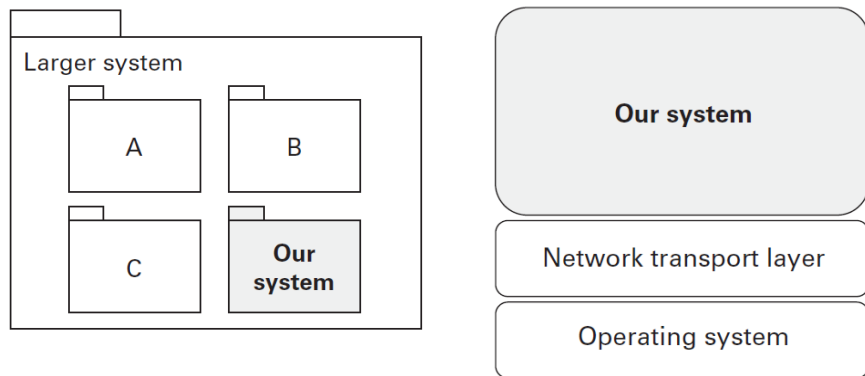 Larger system
A
B
C
Our
system
Our system
Network transport layer
Operating system